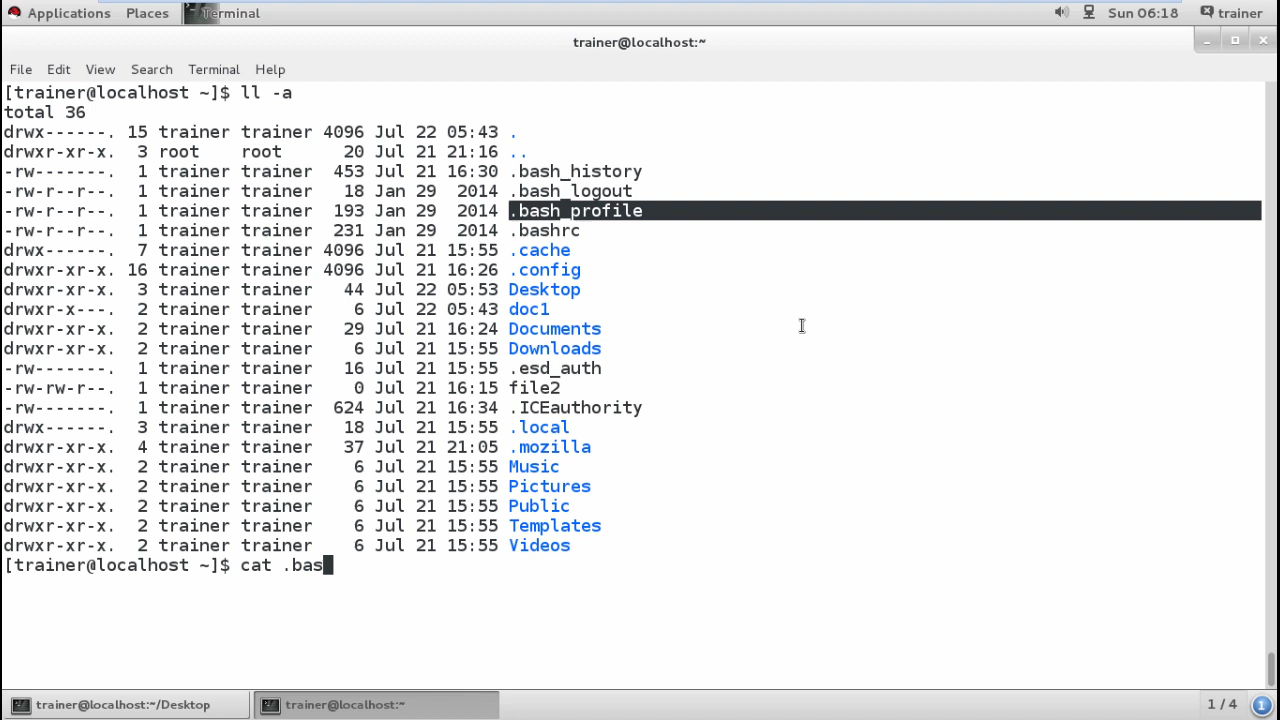 Applications Places Terminal Sun 06:18 trainer
trainer@localhost:~
File Edit View Search Terminal Help
[trainer@localhost ~]$ ll -a
total 36
drwx------. 15 trainer trainer 4096 Jul 22 05:43 .
drwxr-xr-x. 3 root root 20 Jul 21 21:16 ..
-rw-------. 1 trainer trainer 453 Jul 21 16:30 .bash_history
-rw-r--r--. 1 trainer trainer 18 Jan 29 2014 .bash_logout
-rw-r--r--. 1 trainer trainer 193 Jan 29 2014 .bash_profile
-rw-r--r--. 1 trainer trainer 231 Jan 29 2014 .bashrc
drwx------. 7 trainer trainer 4096 Jul 21 15:55 .cache
drwxr-xr-x. 16 trainer trainer 4096 Jul 21 16:26 .config
drwxr-xr-x. 3 trainer trainer 44 Jul 22 05:53 Desktop
drwxr-x---. 2 trainer trainer 6 Jul 22 05:43 doc1
drwxr-xr-x. 2 trainer trainer 29 Jul 21 16:24 Documents
drwxr-xr-x. 2 trainer trainer 6 Jul 21 15:55 Downloads
-rw-------. 1 trainer trainer 16 Jul 21 15:55 .esd_auth
-rw-rw-r--. 1 trainer trainer 0 Jul 21 16:15 file2
-rw-------. 1 trainer trainer 624 Jul 21 16:34 .ICEauthority
drwx------. 3 trainer trainer 18 Jul 21 15:55 .local
drwxr-xr-x. 4 trainer trainer 37 Jul 21 21:05 .mozilla
drwxr-xr-x. 2 trainer trainer 6 Jul 21 15:55 Music
drwxr-xr-x. 2 trainer trainer 6 Jul 21 15:55 Pictures
drwxr-xr-x. 2 trainer trainer 6 Jul 21 15:55 Public
drwxr-xr-x. 2 trainer trainer 6 Jul 21 15:55 Templates
drwxr-xr-x. 2 trainer trainer 6 Jul 21 15:55 Videos
[trainer@localhost ~]$ cat .bas
trainer@localhost:~/Desktop trainer@localhost:~ 1 / 4 1